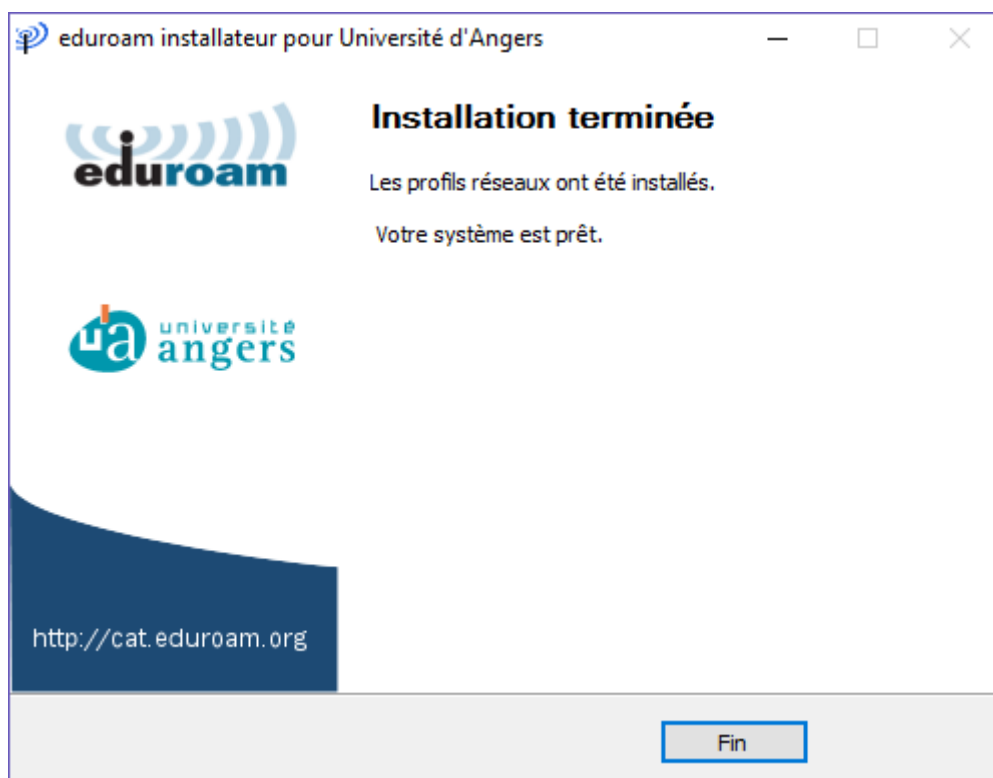 eduroam installateur pour Université d'Angers
eduroam
Installation terminée
Les profils réseaux ont été installés.
Votre système est prêt.
ua université
angers
http://cat.eduroam.org
Fin